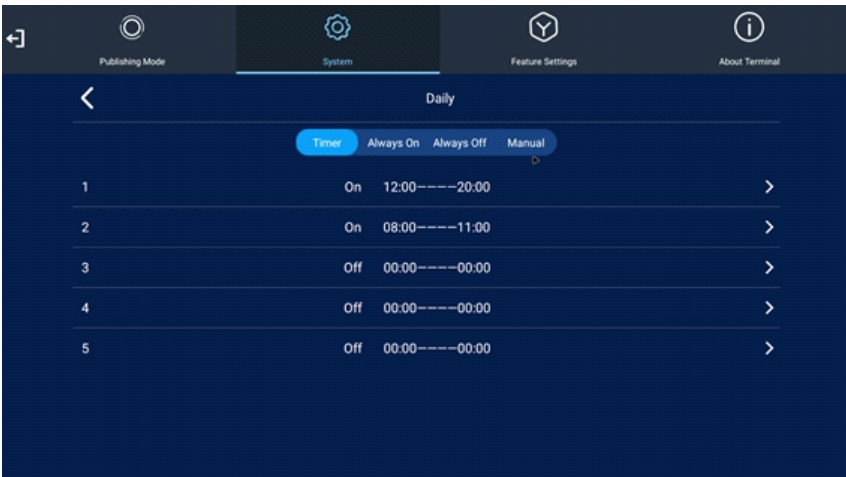 Publishing Mode System Feature Settings About Terminal
Daily
Timer Always On Always Off Manual
1 On 12:00----20:00
2 On 08:00----11:00
3 Off 00:00----00:00
4 Off 00:00----00:00
5 Off 00:00----00:00